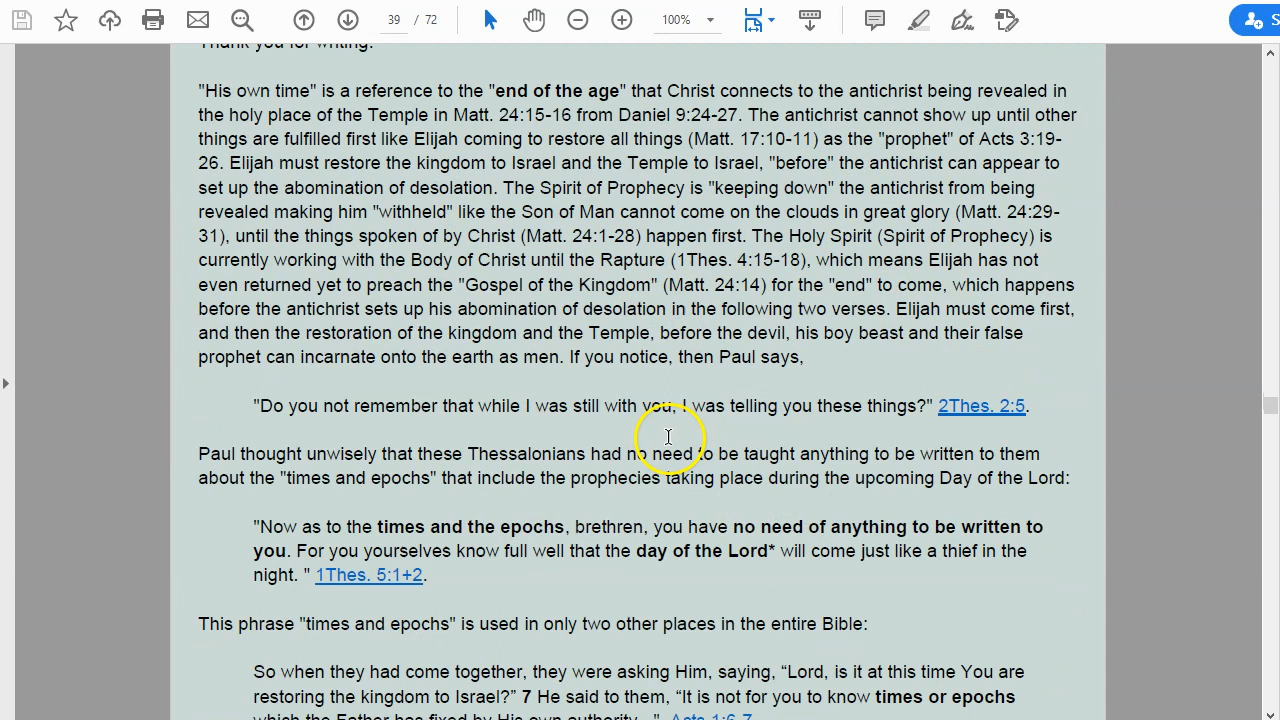 39 / 72
100%
S
Thank you for writing.
"His own time" is a reference to the "end of the age" that Christ connects to the antichrist being revealed in
the holy place of the Temple in Matt. 24:15-16 from Daniel 9:24-27. The antichrist cannot show up until other
things are fulfilled first like Elijah coming to restore all things (Matt. 17:10-11) as the "prophet" of Acts 3:19-
26. Elijah must restore the kingdom to Israel and the Temple to Israel, "before" the antichrist can appear to
set up the abomination of desolation. The Spirit of Prophecy is "keeping down" the antichrist from being
revealed making him "withheld" like the Son of Man cannot come on the clouds in great glory (Matt. 24:29-
31), until the things spoken of by Christ (Matt. 24:1-28) happen first. The Holy Spirit (Spirit of Prophecy) is
currently working with the Body of Christ until the Rapture (1Thes. 4:15-18), which means Elijah has not
even returned yet to preach the "Gospel of the Kingdom" (Matt. 24:14) for the "end" to come, which happens
before the antichrist sets up his abomination of desolation in the following two verses. Elijah must come first,
and then the restoration of the kingdom and the Temple, before the devil, his boy beast and their false
prophet can incarnate onto the earth as men. If you notice, then Paul says,
"Do you not remember that while I was still with you, I was telling you these things?" 2Thes. 2:5.
Paul thought unwisely that these Thessalonians had no need to be taught anything to be written to them
about the "times and epochs" that include the prophecies taking place during the upcoming Day of the Lord:
"Now as to the times and the epochs, brethren, you have no need of anything to be written to
you. For you yourselves know full well that the day of the Lord* will come just like a thief in the
night. " 1Thes. 5:1+2.
This phrase "times and epochs" is used in only two other places in the entire Bible:
So when they had come together, they were asking Him, saying, “Lord, is it at this time You are
restoring the kingdom to Israel?” 7 He said to them, “It is not for you to know times or epochs
which the Father has fixed by His own authority..." Acts 1:6-7